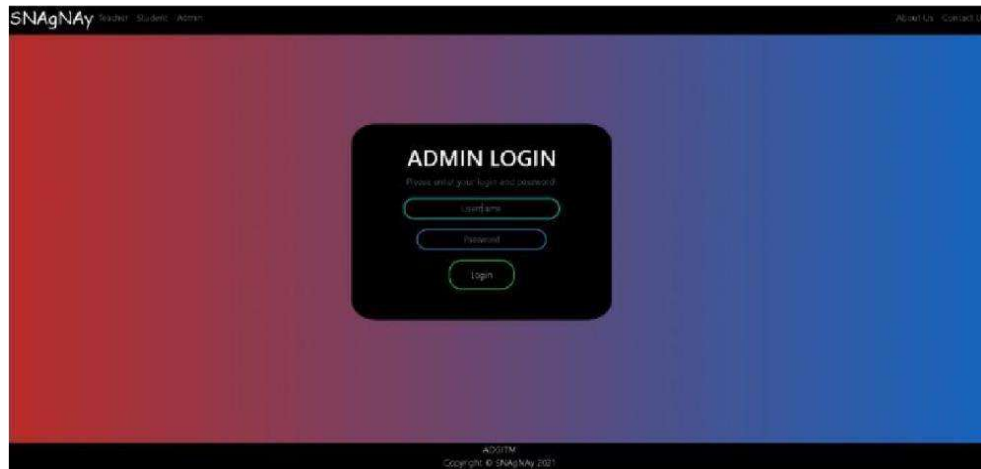 SNAgNAy Teacher Student Admin About Us Contact U
ADMIN LOGIN
Please enter your login and password!
Username
Password
Login
ADGITM
Copyright © SNAgNAy 2021